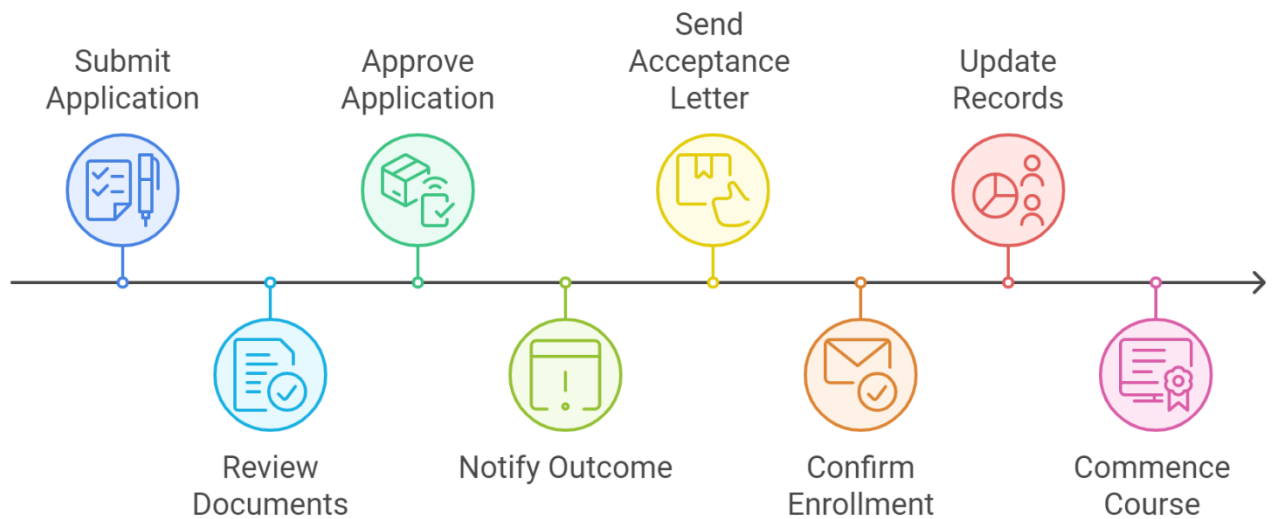 Submit
Application
Review
Documents
Approve
Application
Notify Outcome
Send
Acceptance
Letter
Confirm
Enrollment
Update
Records
Commence
Course